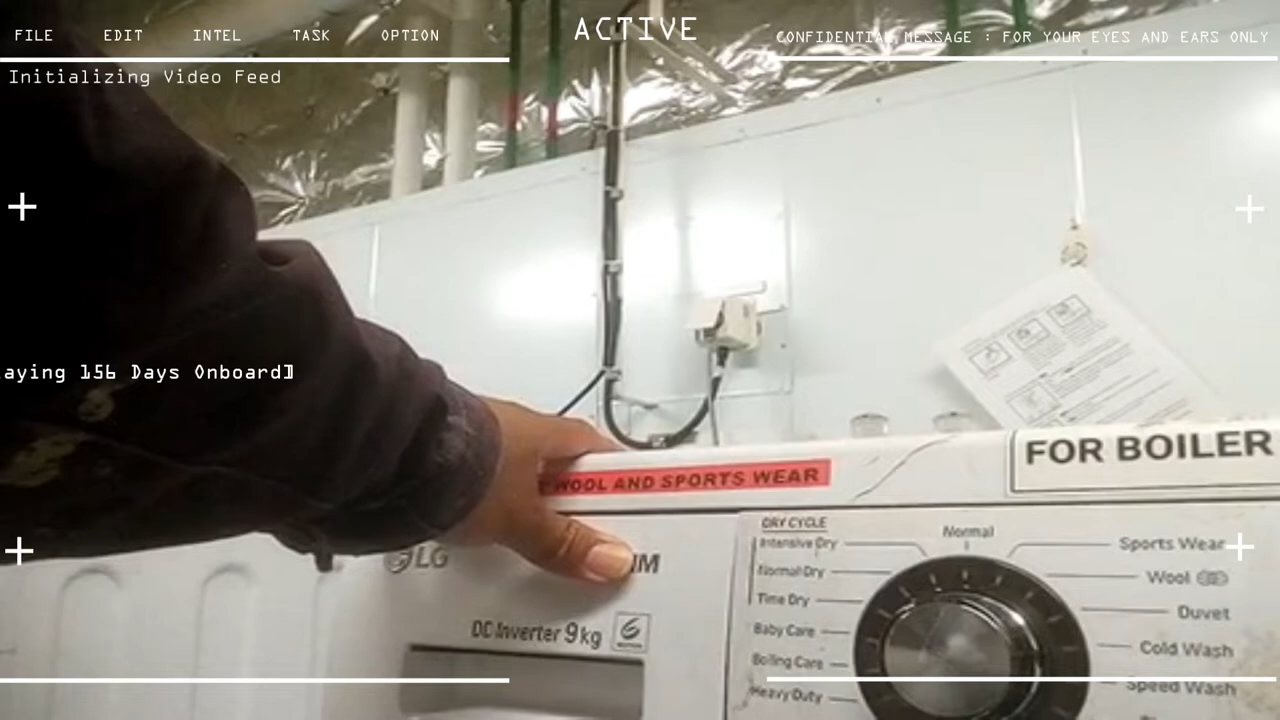 FILE EDIT INTEL TASK OPTION
ACTIVE
CONFIDENTIAL MESSAGE : FOR YOUR EYES AND EARS ONLY
Initializing Video Feed
aying 156 Days Onboard
WOOL AND SPORTS WEAR
FOR BOILER
LG
DC Inverter 9kg
DRY CYCLE
Intensive Dry
Normal Dry
Time Dry
Baby Care
Boiling Care
Heavy Duty
Normal
Sports Wear
Wool
Duvet
Cold Wash
Speed Wash